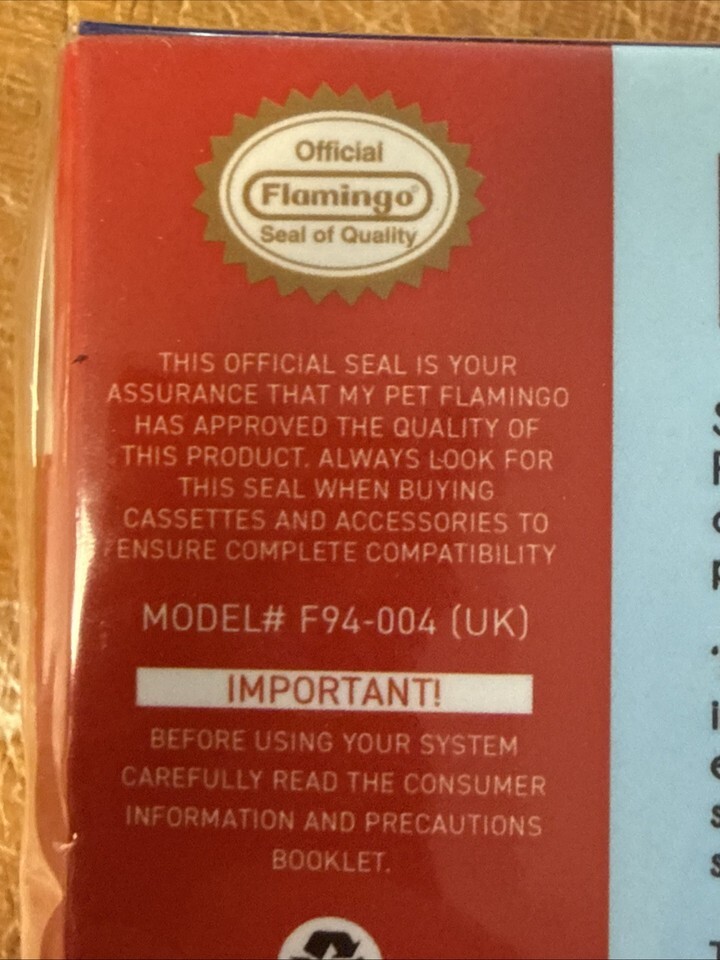 Official
Flamingo®
Seal of Quality
THIS OFFICIAL SEAL IS YOUR
ASSURANCE THAT MY PET FLAMINGO
HAS APPROVED THE QUALITY OF
THIS PRODUCT. ALWAYS LOOK FOR
THIS SEAL WHEN BUYING
CASSETTES AND ACCESSORIES TO
ENSURE COMPLETE COMPATIBILITY
MODEL# F94-004 (UK)
IMPORTANT!
BEFORE USING YOUR SYSTEM
CAREFULLY READ THE CONSUMER
INFORMATION AND PRECAUTIONS
BOOKLET.